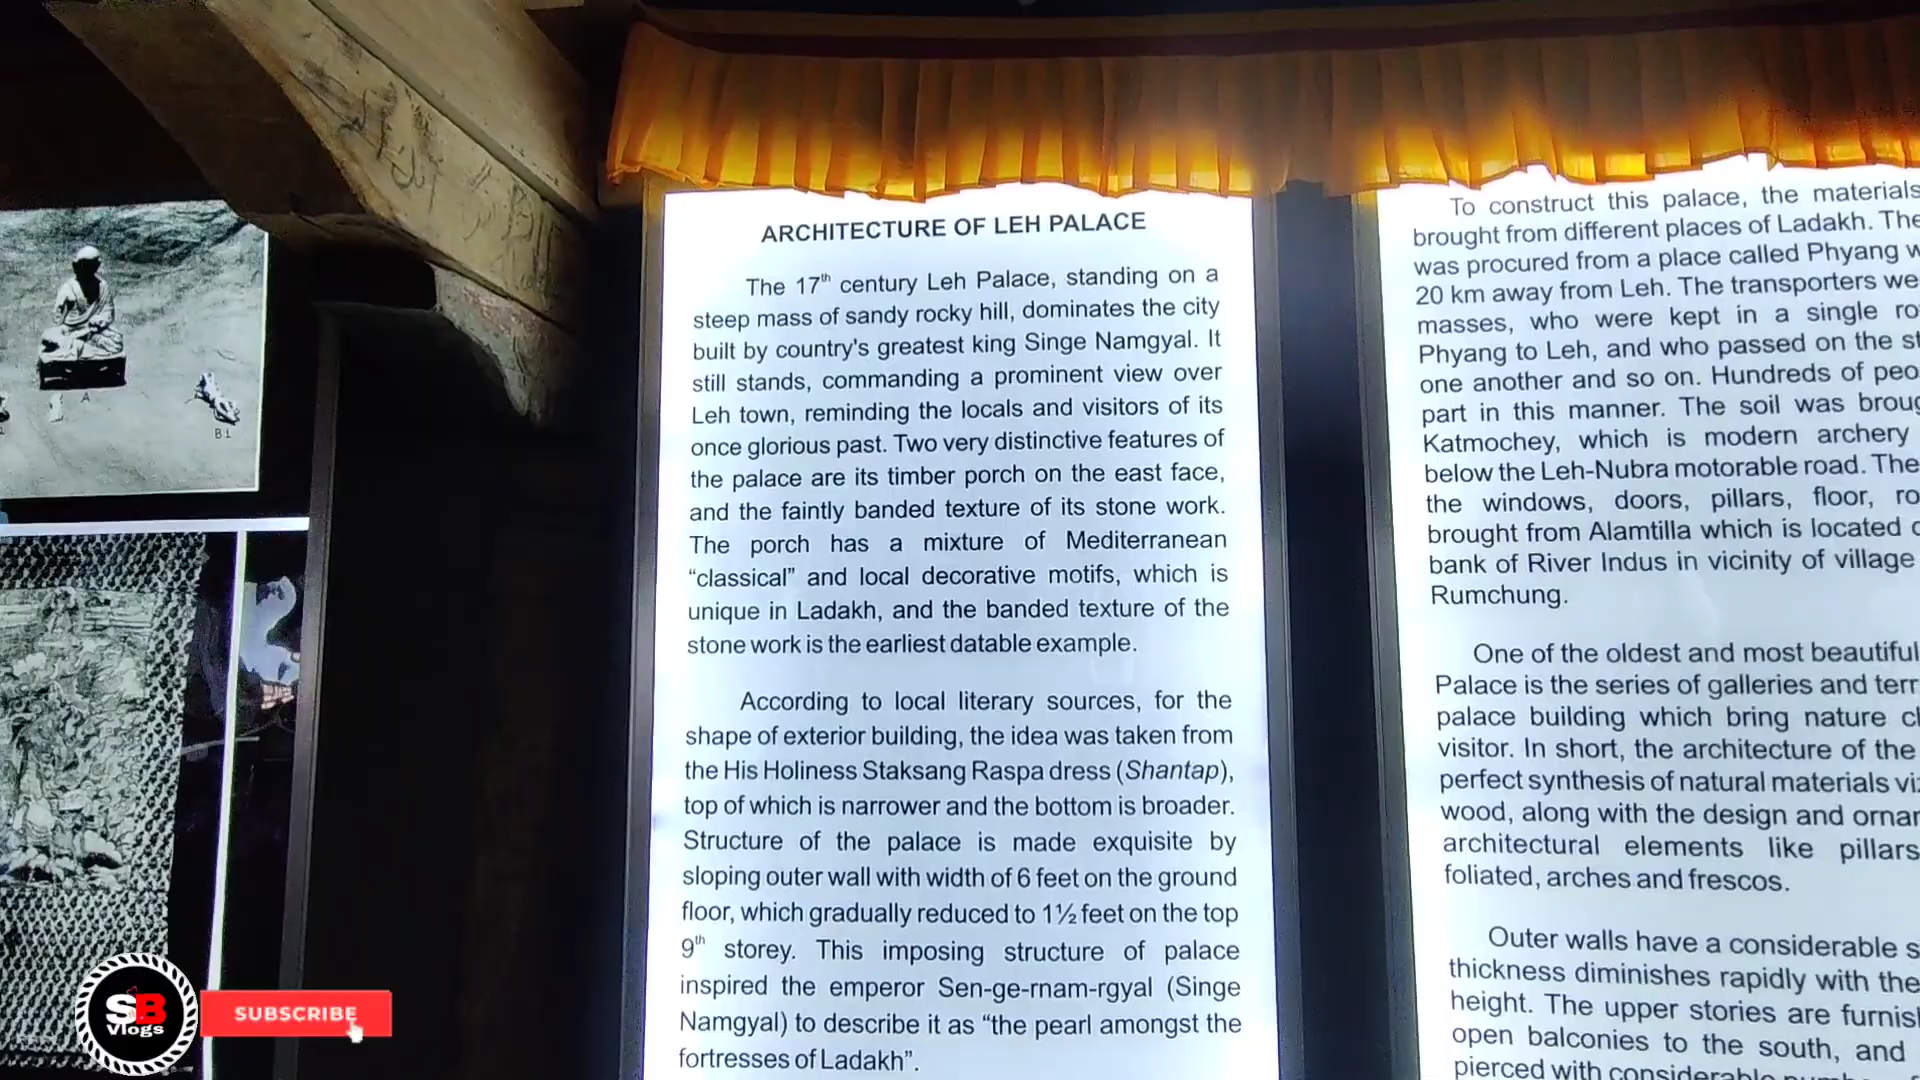 ARCHITECTURE OF LEH PALACE
The 17th century Leh Palace, standing on a
steep mass of sandy rocky hill, dominates the city
built by country's greatest king Singe Namgyal. It
still stands, commanding a prominent view over
Leh town, reminding the locals and visitors of its
once glorious past. Two very distinctive features of
the palace are its timber porch on the east face,
and the faintly banded texture of its stone work.
The porch has a mixture of Mediterranean
“classical” and local decorative motifs, which is
unique in Ladakh, and the banded texture of the
stone work is the earliest datable example.
According to local literary sources, for the
shape of exterior building, the idea was taken from
the His Holiness Staksang Raspa dress (Shantap),
top of which is narrower and the bottom is broader.
Structure of the palace is made exquisite by
sloping outer wall with width of 6 feet on the ground
floor, which gradually reduced to 1½ feet on the top
9th storey. This imposing structure of palace
inspired the emperor Sen-ge-rnam-rgyal (Singe
Namgyal) to describe it as “the pearl amongst the
fortresses of Ladakh”.
To construct this palace, the materials
brought from different places of Ladakh. The
was procured from a place called Phyang
20 km away from Leh. The transporters
masses, who were kept in a single
Phyang to Leh, and who passed on the
one another and so on. Hundreds of
part in this manner. The soil was
Katmochey, which is modern archery
below the Leh-Nubra motorable road. The
the windows, doors, pillars, floor,
brought from Alamtilla which is located
bank of River Indus in vicinity of village
Rumchung.
One of the oldest and most beautiful
Palace is the series of galleries and
palace building which bring nature
visitor. In short, the architecture of the
perfect synthesis of natural materials
wood, along with the design and
architectural elements like pillars
foliated, arches and frescos.
Outer walls have a considerable
thickness diminishes rapidly with the
height. The upper stories are
open balconies to the south, and
pierced with considerable
A
B1
SB
Vlogs
SUBSCRIBE